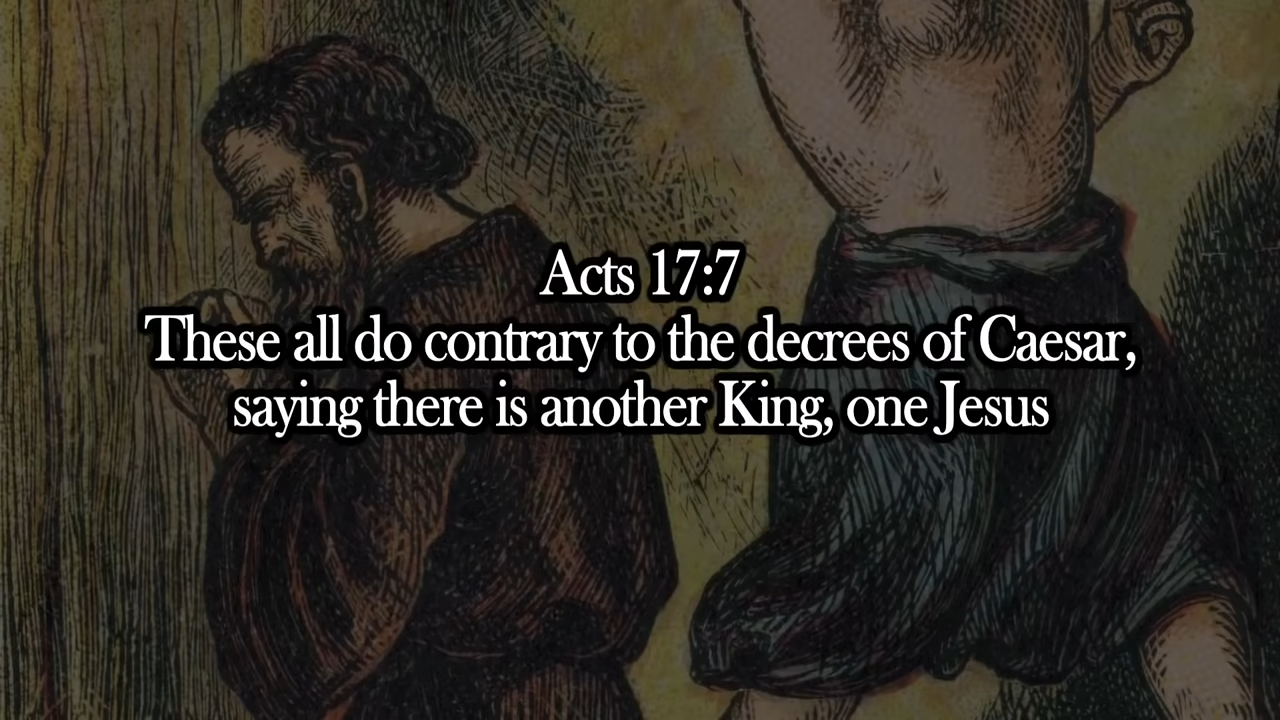 Acts 17:7
These all do contrary to the decrees of Caesar,
saying there is another King, one Jesus